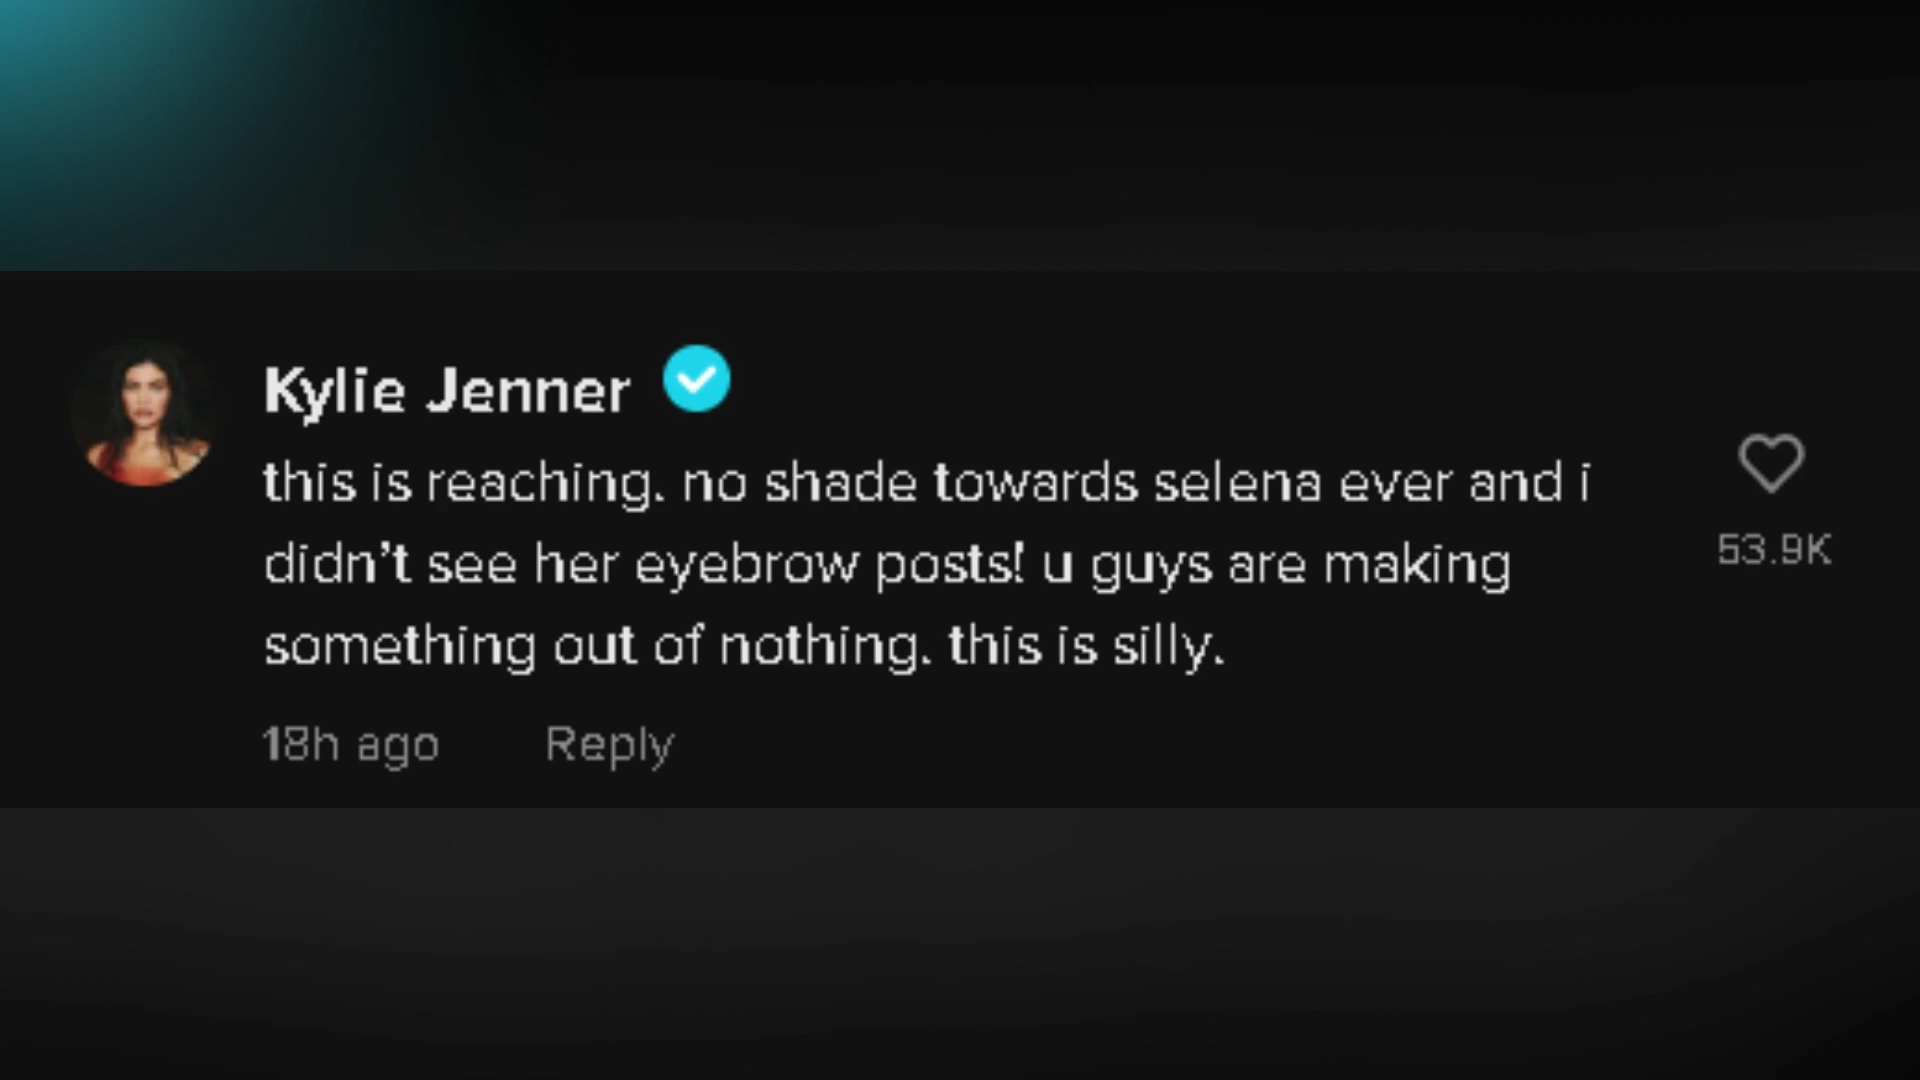 Kylie Jenner
this is reaching. no shade towards selena ever and i
didn't see her eyebrow posts! u guys are making
something out of nothing. this is silly.
53.9K
18h ago Reply